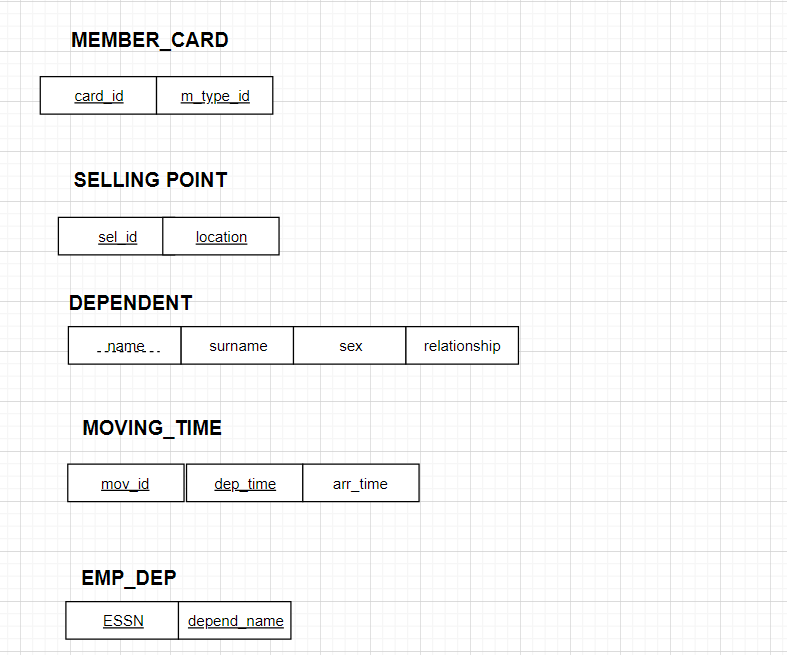 MEMBER_CARD
card_id m_type_id
SELLING POINT
sel_id location
DEPENDENT
name surname sex relationship
MOVING_TIME
mov_id dep_time arr_time
EMP_DEP
ESSN depend_name